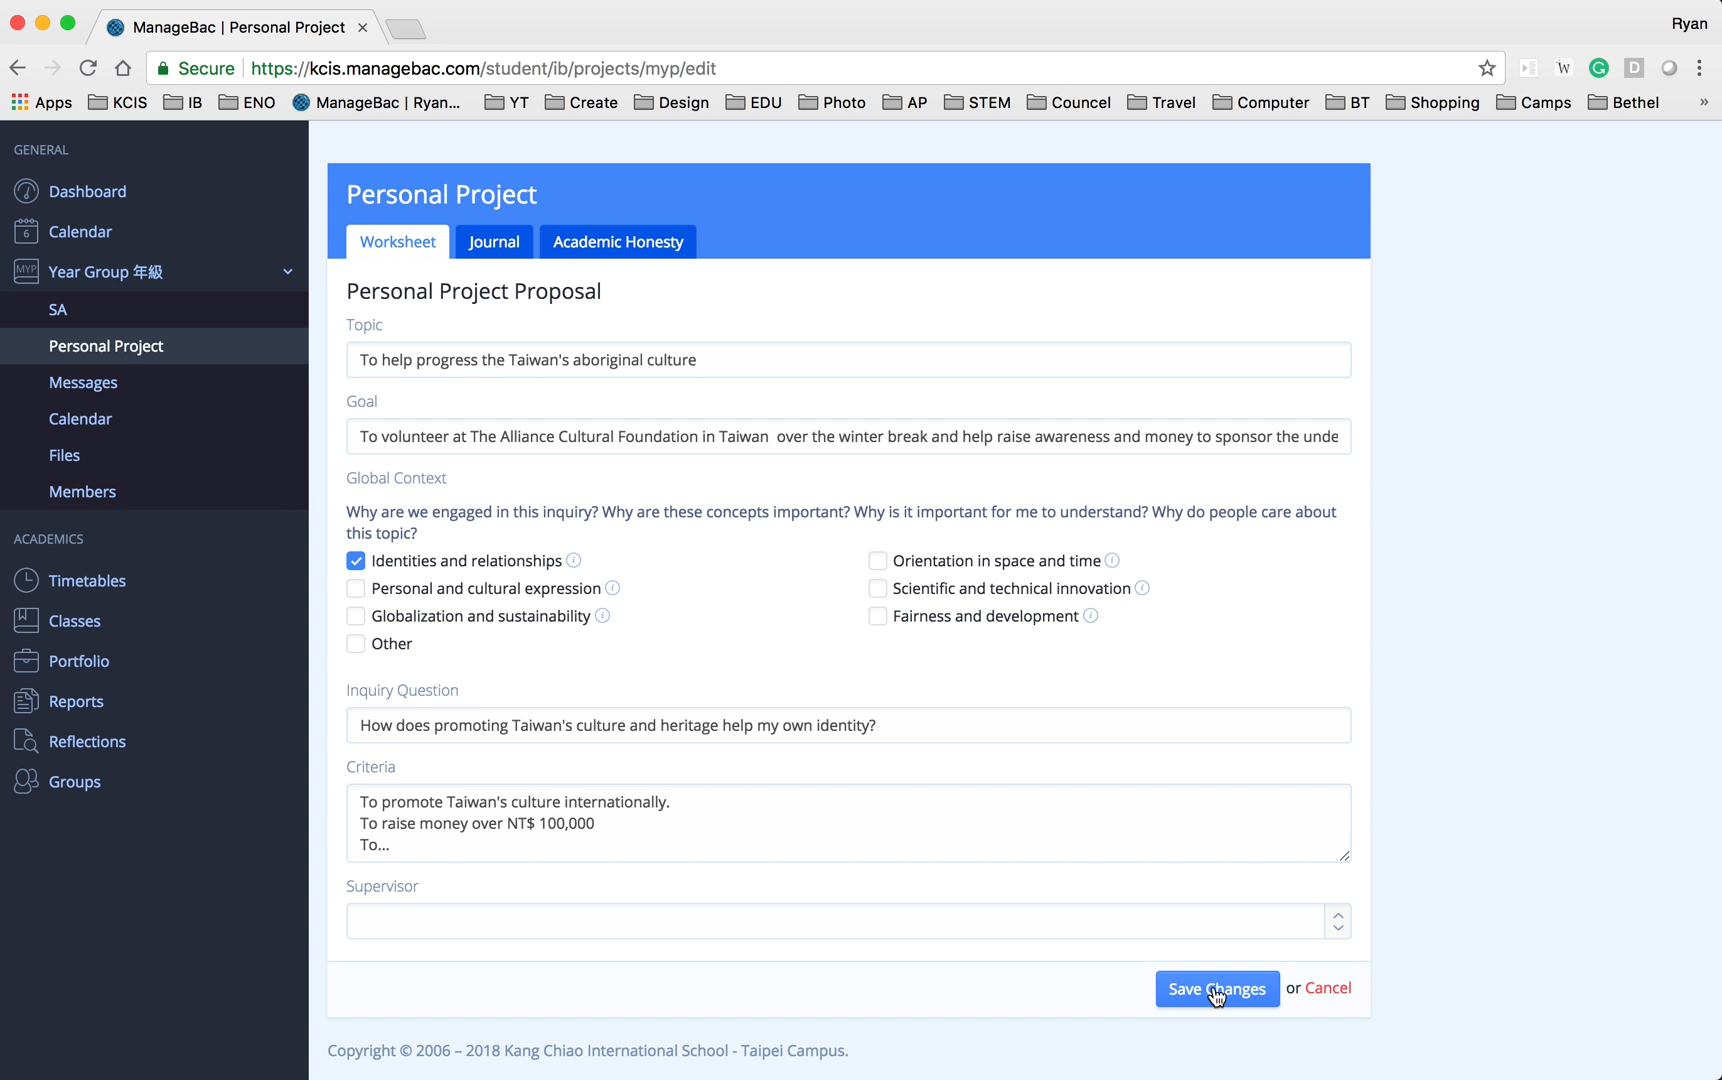 ManageBac | Personal Project
Ryan
Secure https://kcis.managebac.com/student/ib/projects/myp/edit
W G D
Apps KCIS IB ENO ManageBac | Ryan... YT Create Design EDU Photo AP STEM Councel Travel Computer BT Shopping Camps Bethel »
GENERAL
Dashboard
6 Calendar
MYP Year Group 年級
SA
Personal Project
Messages
Calendar
Files
Members
ACADEMICS
Timetables
Classes
Portfolio
Reports
Reflections
Groups
Personal Project
Worksheet Journal Academic Honesty
Personal Project Proposal
Topic
To help progress the Taiwan's aboriginal culture
Goal
To volunteer at The Alliance Cultural Foundation in Taiwan over the winter break and help raise awareness and money to sponsor the unde
Global Context
Why are we engaged in this inquiry? Why are these concepts important? Why is it important for me to understand? Why do people care about
this topic?
Identities and relationships Orientation in space and time
Personal and cultural expression Scientific and technical innovation
Globalization and sustainability Fairness and development
Other
Inquiry Question
How does promoting Taiwan's culture and heritage help my own identity?
Criteria
To promote Taiwan's culture internationally.
To raise money over NT$ 100,000
To...
Supervisor
Save Changes or Cancel
Copyright © 2006 – 2018 Kang Chiao International School - Taipei Campus.